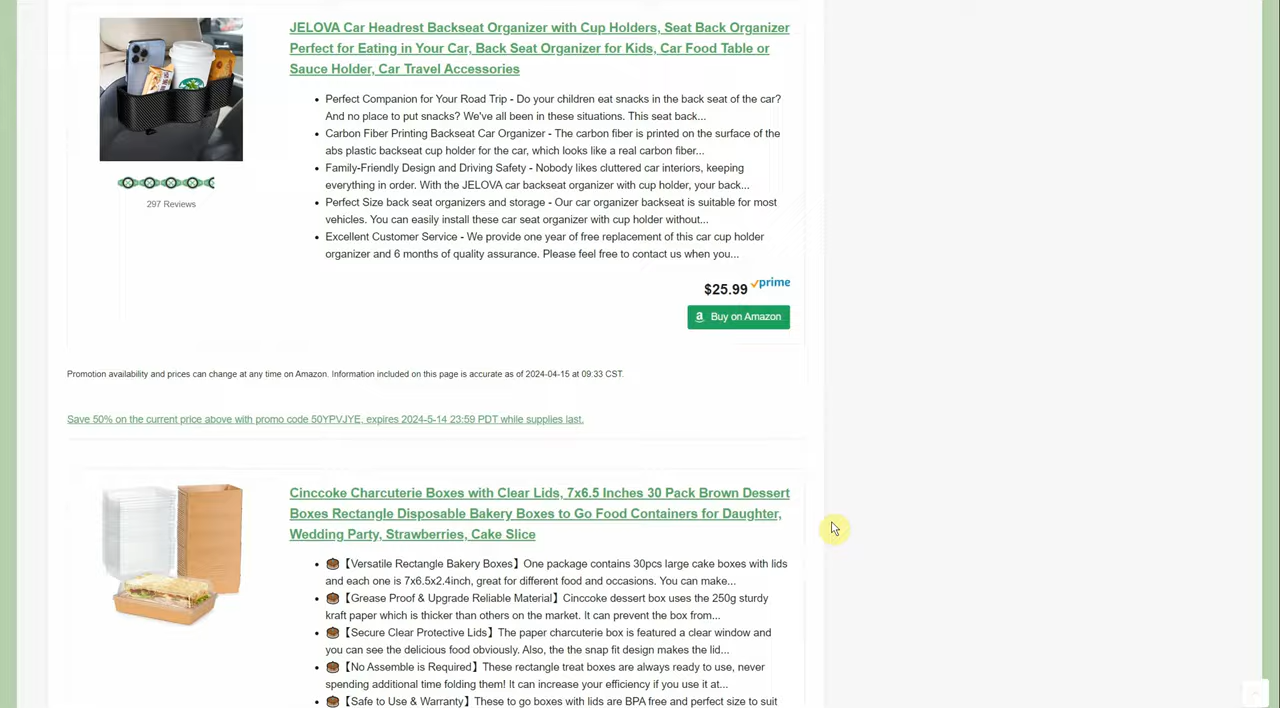 JELOVA Car Headrest Backseat Organizer with Cup Holders, Seat Back Organizer
Perfect for Eating in Your Car, Back Seat Organizer for Kids, Car Food Table or
Sauce Holder, Car Travel Accessories
297 Reviews
• Perfect Companion for Your Road Trip - Do your children eat snacks in the back seat of the car?
And no place to put snacks? We've all been in these situations. This seat back...
• Carbon Fiber Printing Backseat Car Organizer - The carbon fiber is printed on the surface of the
abs plastic backseat cup holder for the car, which looks like a real carbon fiber...
• Family-Friendly Design and Driving Safety - Nobody likes cluttered car interiors, keeping
everything in order. With the JELOVA car backseat organizer with cup holder, your back...
• Perfect Size back seat organizers and storage - Our car organizer backseat is suitable for most
vehicles. You can easily install these car seat organizer with cup holder without...
• Excellent Customer Service - We provide one year of free replacement of this car cup holder
organizer and 6 months of quality assurance. Please feel free to contact us when you...
$25.99 prime
Buy on Amazon
Promotion availability and prices can change at any time on Amazon. Information included on this page is accurate as of 2024-04-15 at 09:33 CST.
Save 50% on the current price above with promo code 50YPVJYE, expires 2024-5-14 23:59 PDT while supplies last.
Cinccoke Charcuterie Boxes with Clear Lids, 7x6.5 Inches 30 Pack Brown Dessert
Boxes Rectangle Disposable Bakery Boxes to Go Food Containers for Daughter,
Wedding Party, Strawberries, Cake Slice
• 【Versatile Rectangle Bakery Boxes】One package contains 30pcs large cake boxes with lids
and each one is 7x6.5x2.4inch, great for different food and occasions. You can make...
• 【Grease Proof & Upgrade Reliable Material】Cinccoke dessert box uses the 250g sturdy
kraft paper which is thicker than others on the market. It can prevent the box from...
• 【Secure Clear Protective Lids】The paper charcuterie box is featured a clear window and
you can see the delicious food obviously. Also, the the snap fit design makes the lid...
• 【No Assemble is Required】These rectangle treat boxes are always ready to use, never
spending additional time folding them! It can increase your efficiency if you use it at...
• 【Safe to Use & Warranty】These to go boxes with lids are BPA free and perfect size to suit